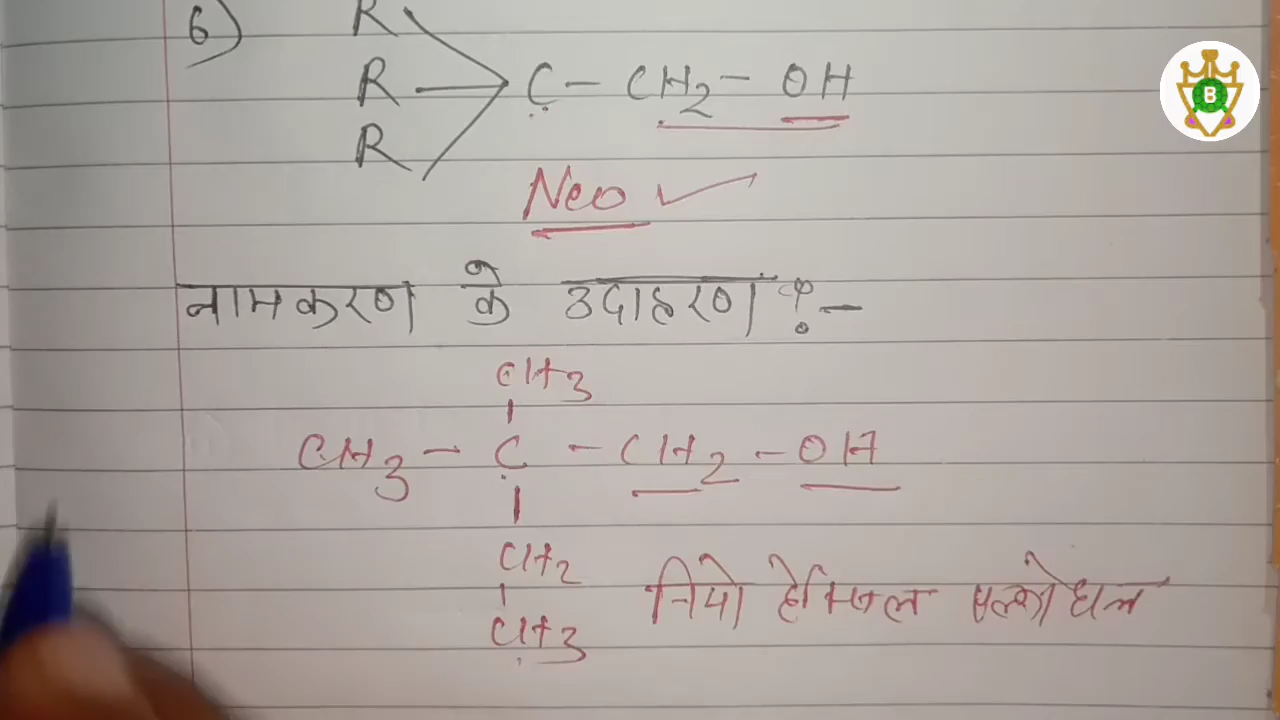 6)
R
R C - CH2 - OH
R
Neo ✓
नामकरण के उदाहरण ?-
CH3
CH3 - C - CH2 - OH
CH2
CH3
नियो हेक्जिल एल्कोहल
B